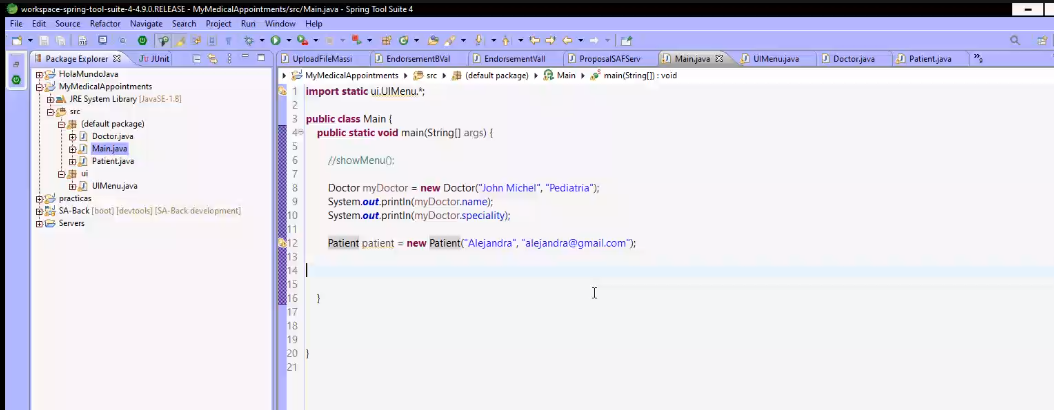 workspace-spring-tool-suite-4-4.9.0.RELEASE - MyMedicalAppointments/src/Main.java - Spring Tool Suite 4
File Edit Source Refactor Navigate Search Project Run Window Help
Package Explorer JUnit
UploadFileMassi EndorsementBVal EndorsementVall ProposalSAFServ Main.java UIMenu.java Doctor.java Patient.java
MyMedicalAppointments src (default package) Main main(String[]) : void
HolaMundoJava
MyMedicalAppointments
JRE System Library [JavaSE-1.8]
src
(default package)
Doctor.java
Main.java
Patient.java
ui
UIMenu.java
practicas
SA-Back [boot] [devtools] [SA-Back development]
Servers
1 import static ui.UIMenu.*;
2
3 public class Main {
4 public static void main(String[] args) {
5
6 //showMenu();
7
8 Doctor myDoctor = new Doctor("John Michel", "Pediatria");
9 System.out.println(myDoctor.name);
10 System.out.println(myDoctor.speciality);
11
12 Patient patient = new Patient("Alejandra", "alejandra@gmail.com");
13
14
15
16 }
17
18
19
20 }
21